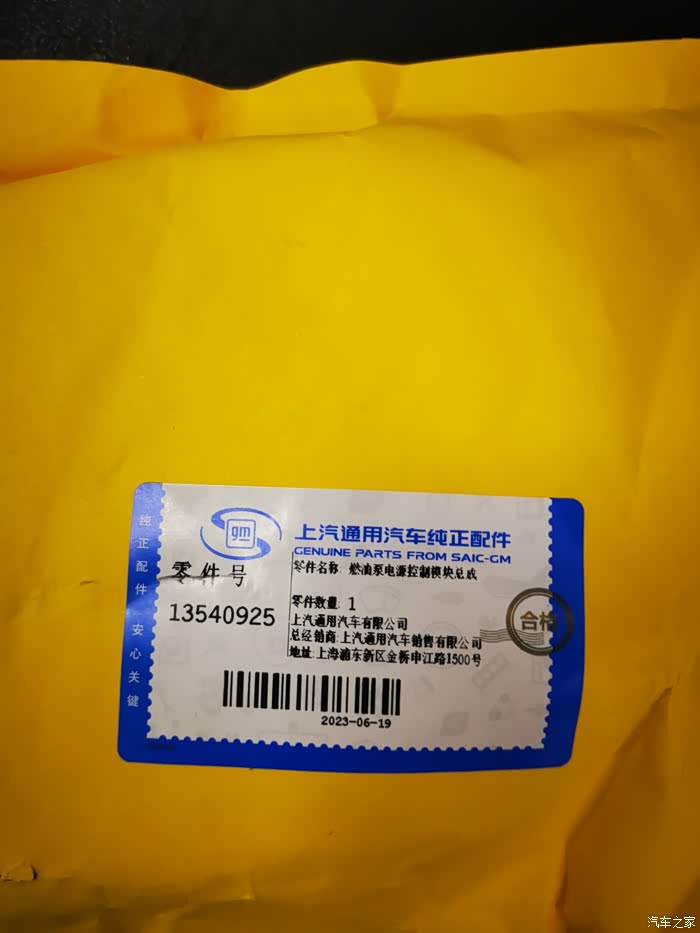 纯正配件 安心关键
gm
上汽通用汽车纯正配件
GENUINE PARTS FROM SAIC-GM
零件号
13540925
零件名称: 燃油泵电源控制模块总成
零件数量: 1
上汽通用汽车有限公司
总经销商:上汽通用汽车销售有限公司
地址:上海浦东新区金桥申江路1500号
合格
2023-06-19
汽车之家